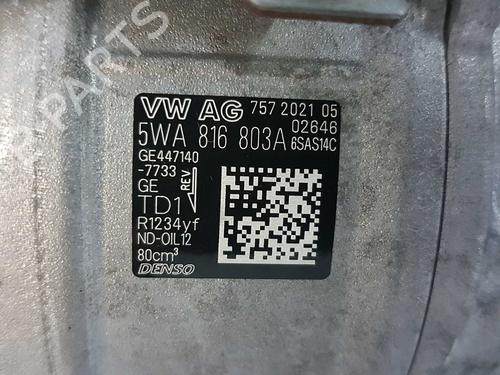 PARTS
VW AG 757 2021 05
02646
5WA 816 803A 6SAS14C
GE447140
-7733
GE REV
TD1
R1234yf
ND-OIL12
80cm³
DENSO